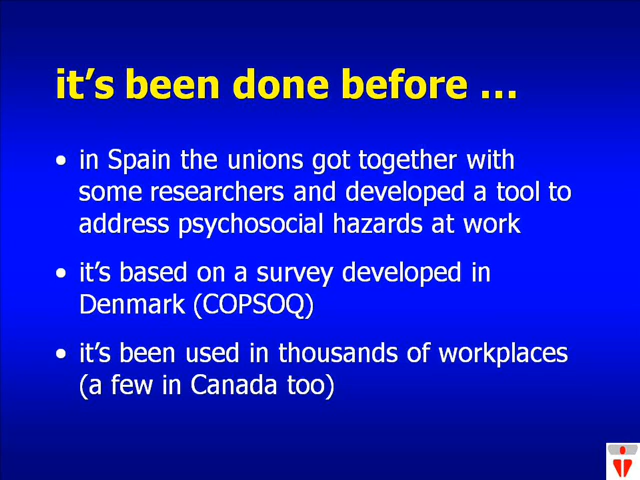 it’s been done before …
• in Spain the unions got together with
some researchers and developed a tool to
address psychosocial hazards at work
• it’s based on a survey developed in
Denmark (COPSOQ)
• it’s been used in thousands of workplaces
(a few in Canada too)